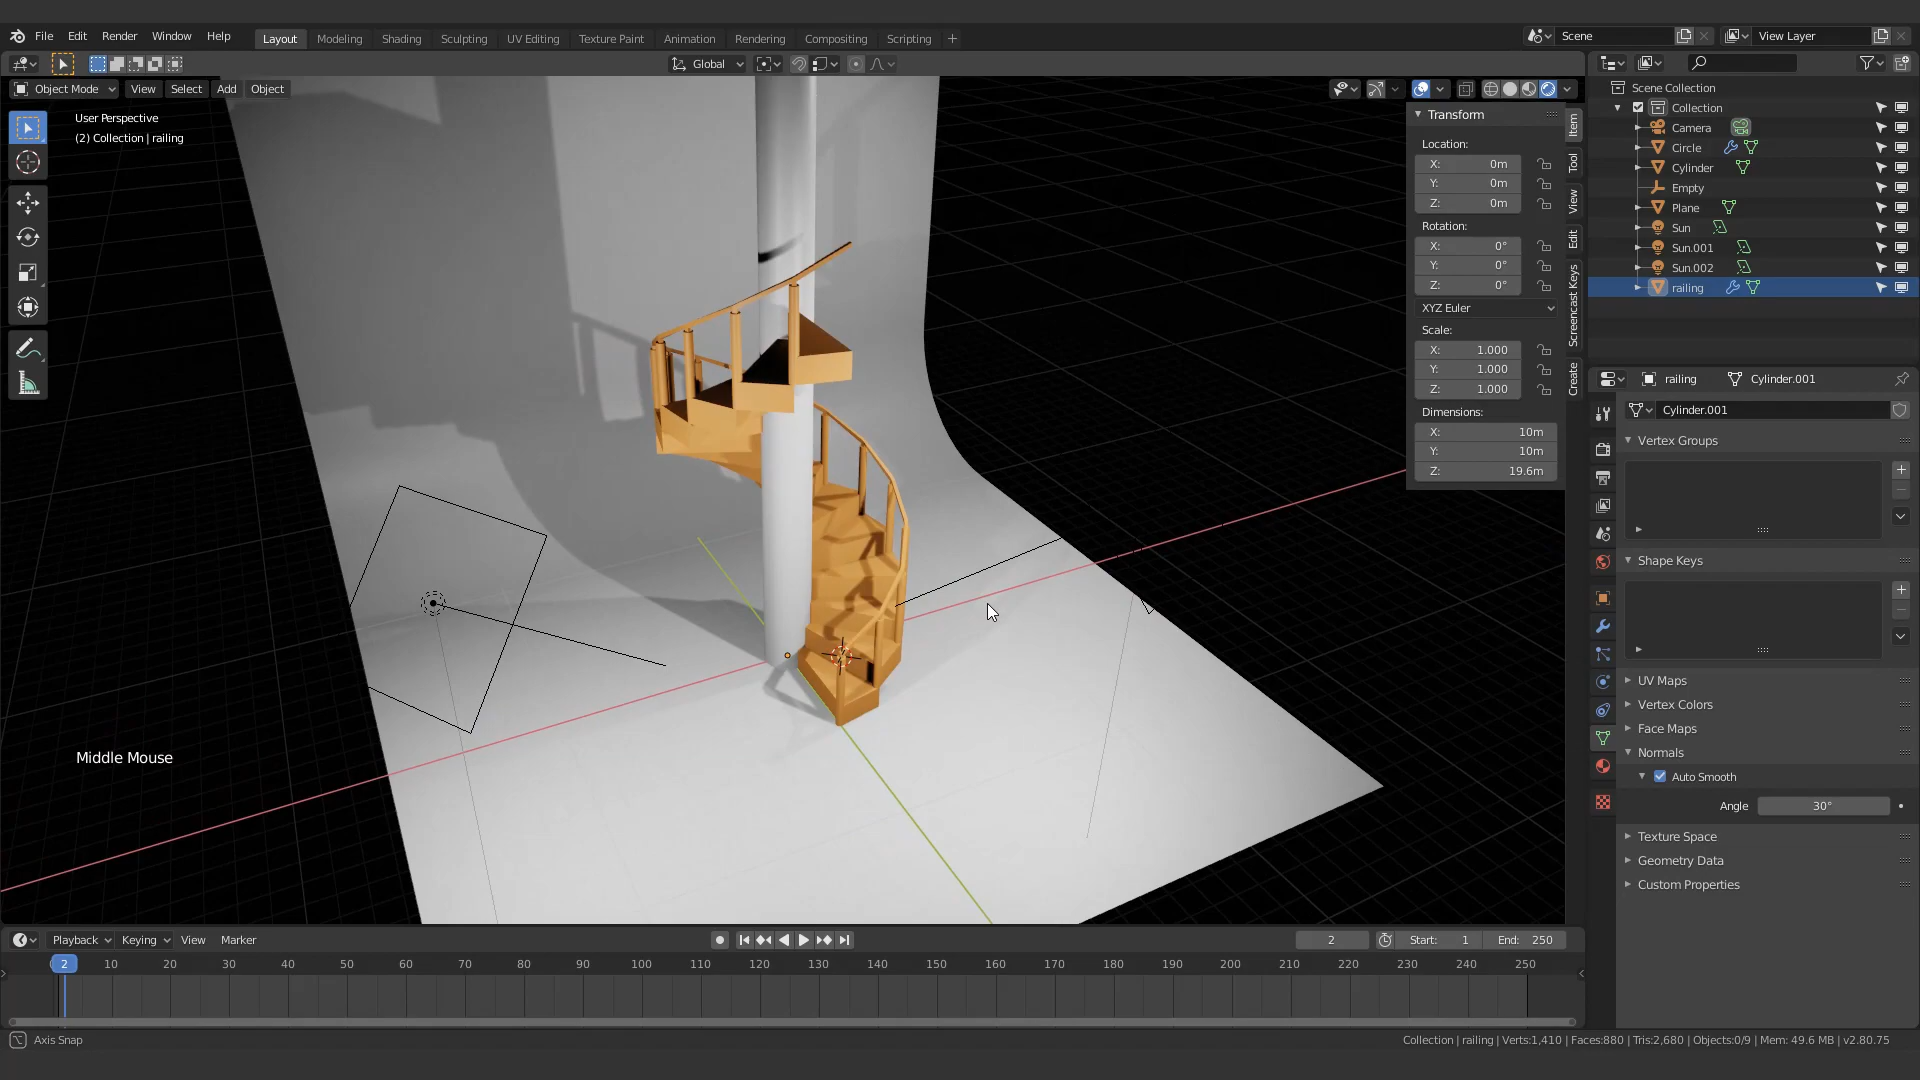 File Edit Render Window Help Layout Modeling Shading Sculpting UV Editing Texture Paint Animation Rendering Compositing Scripting + Scene View Layer
Global
Object Mode View Select Add Object
User Perspective
(2) Collection | railing
Transform
Location:
X: 0m
Y: 0m
Z: 0m
Rotation:
X: 0°
Y: 0°
Z: 0°
XYZ Euler
Scale:
X: 1.000
Y: 1.000
Z: 1.000
Dimensions:
X: 10m
Y: 10m
Z: 19.6m
Item
Tool
View
Edit
Screencast Keys
Create
Scene Collection
Collection
Camera
Circle
Cylinder
Empty
Plane
Sun
Sun.001
Sun.002
railing
railing Cylinder.001
Cylinder.001
Vertex Groups
Shape Keys
UV Maps
Vertex Colors
Face Maps
Normals
Auto Smooth
Angle 30°
Texture Space
Geometry Data
Custom Properties
Middle Mouse
Playback Keying View Marker 2 Start: 1 End: 250
2 10 20 30 40 50 60 70 80 90 100 110 120 130 140 150 160 170 180 190 200 210 220 230 240 250
Axis Snap
Collection | railing | Verts:1,410 | Faces:880 | Tris:2,680 | Objects:0/9 | Mem: 49.6 MB | v2.80.75